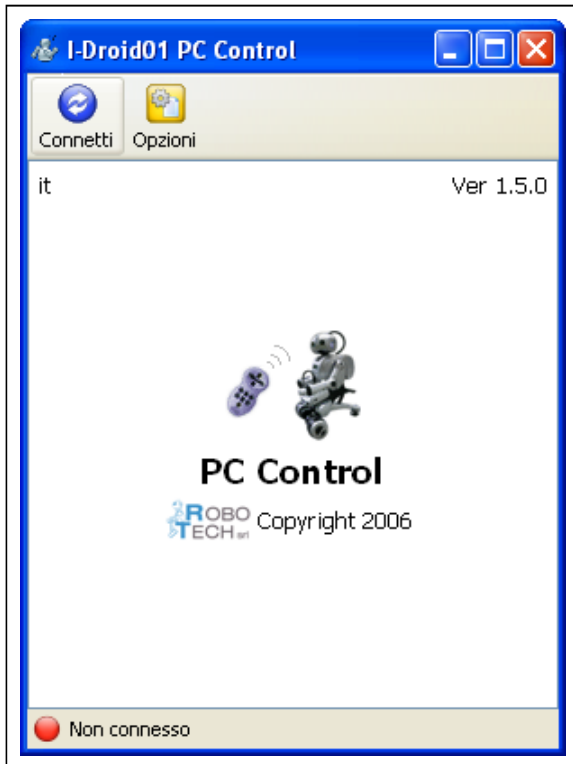 I-Droid01 PC Control
Connetti Opzioni
it Ver 1.5.0
PC Control
ROBO TECH srl Copyright 2006
Non connesso